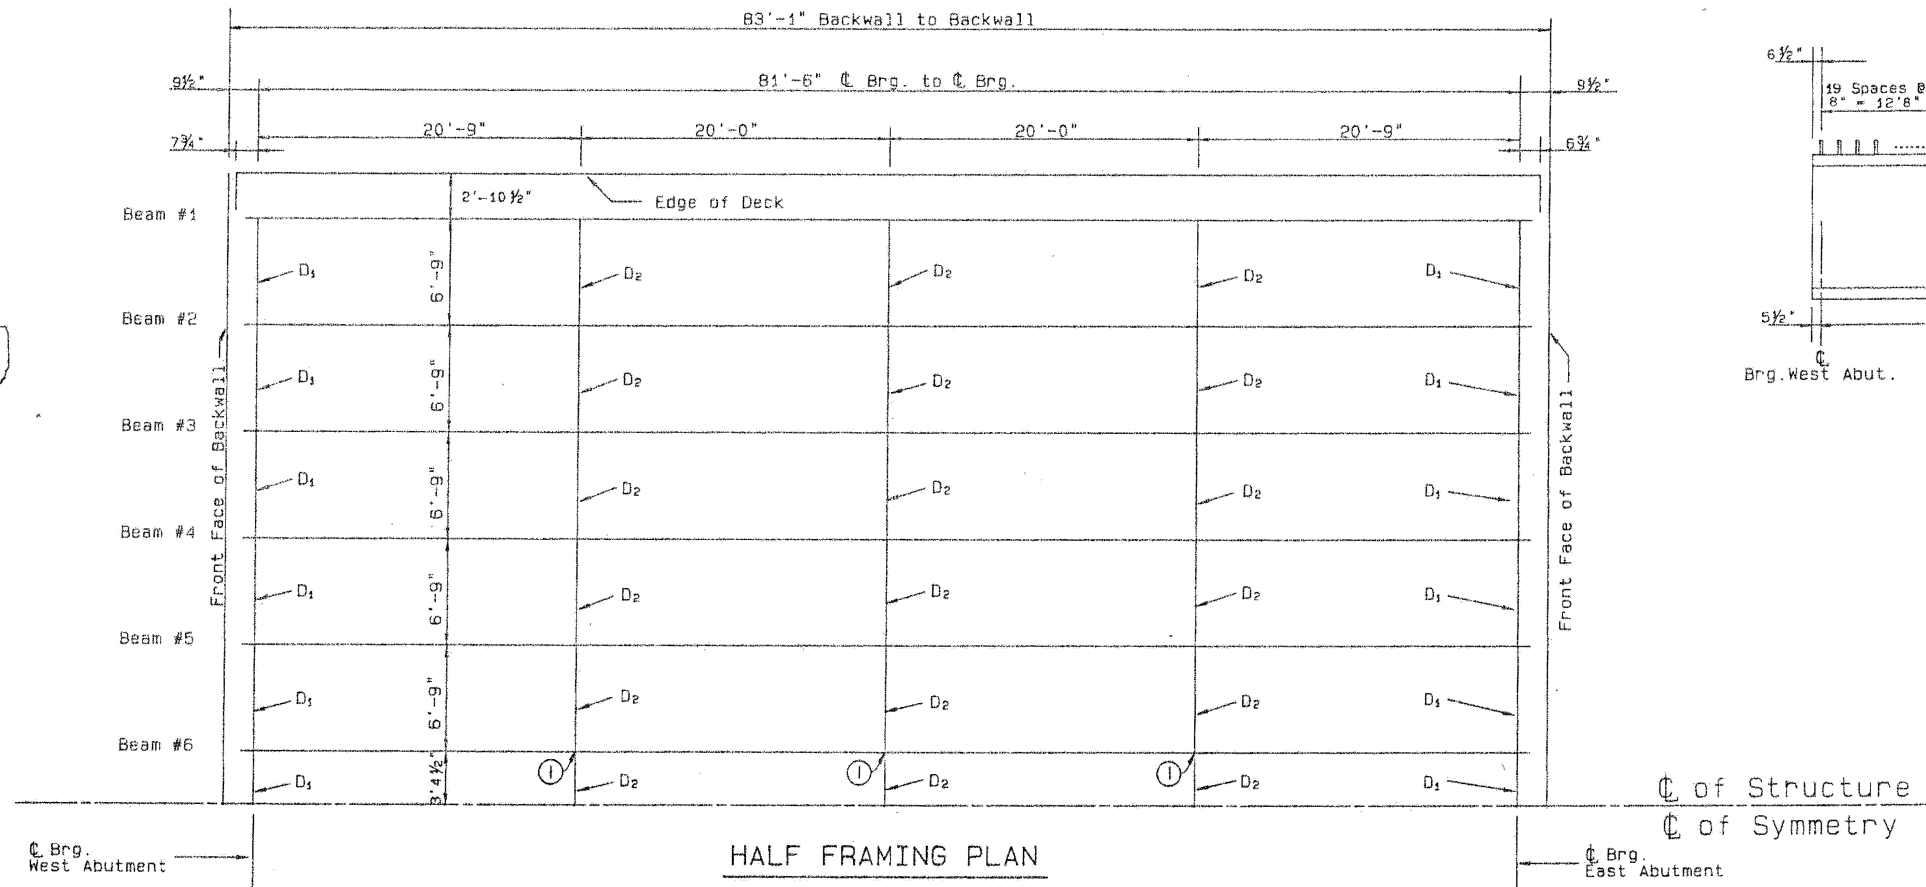 83'-1" Backwall to Backwall
6½"
9½"
81'-6" ℄ Brg. to ℄ Brg.
9½"
19 Spaces @
8" = 12'8"
20'-9"
20'-0"
20'-0"
20'-9"
7¾"
6¾"
Edge of Deck
2'-10½"
Beam #1
D₁
6'-9"
D₂
D₂
D₂
D₁
Beam #2
5½"
℄
Brg. West Abut.
D₁
6'-9"
D₂
D₂
D₂
D₁
Beam #3
Front Face of Backwall
Front Face of Backwall
D₁
6'-9"
D₂
D₂
D₂
D₁
Beam #4
D₁
6'-9"
D₂
D₂
D₂
D₁
Beam #5
D₁
6'-9"
D₂
D₂
D₂
D₁
Beam #6
1
1
1
D₁
3'4½"
D₂
D₂
D₂
D₁
℄ of Structure
℄ of Symmetry
℄ Brg.
West Abutment
HALF FRAMING PLAN
℄ Brg.
East Abutment